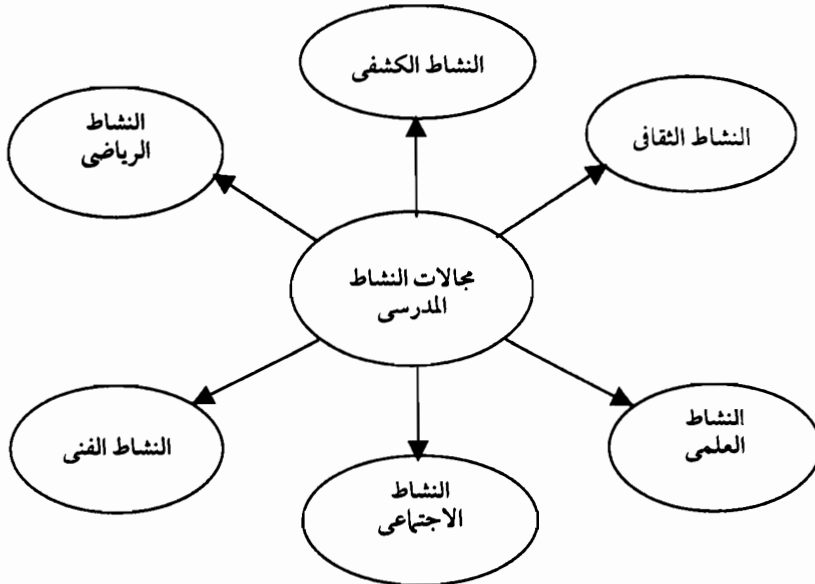 النشاط الكشفى
النشاط الثقافى
النشاط
الرياضى
مجالات النشاط
المدرسى
النشاط
العلمى
النشاط الفنى
النشاط
الاجتماعى